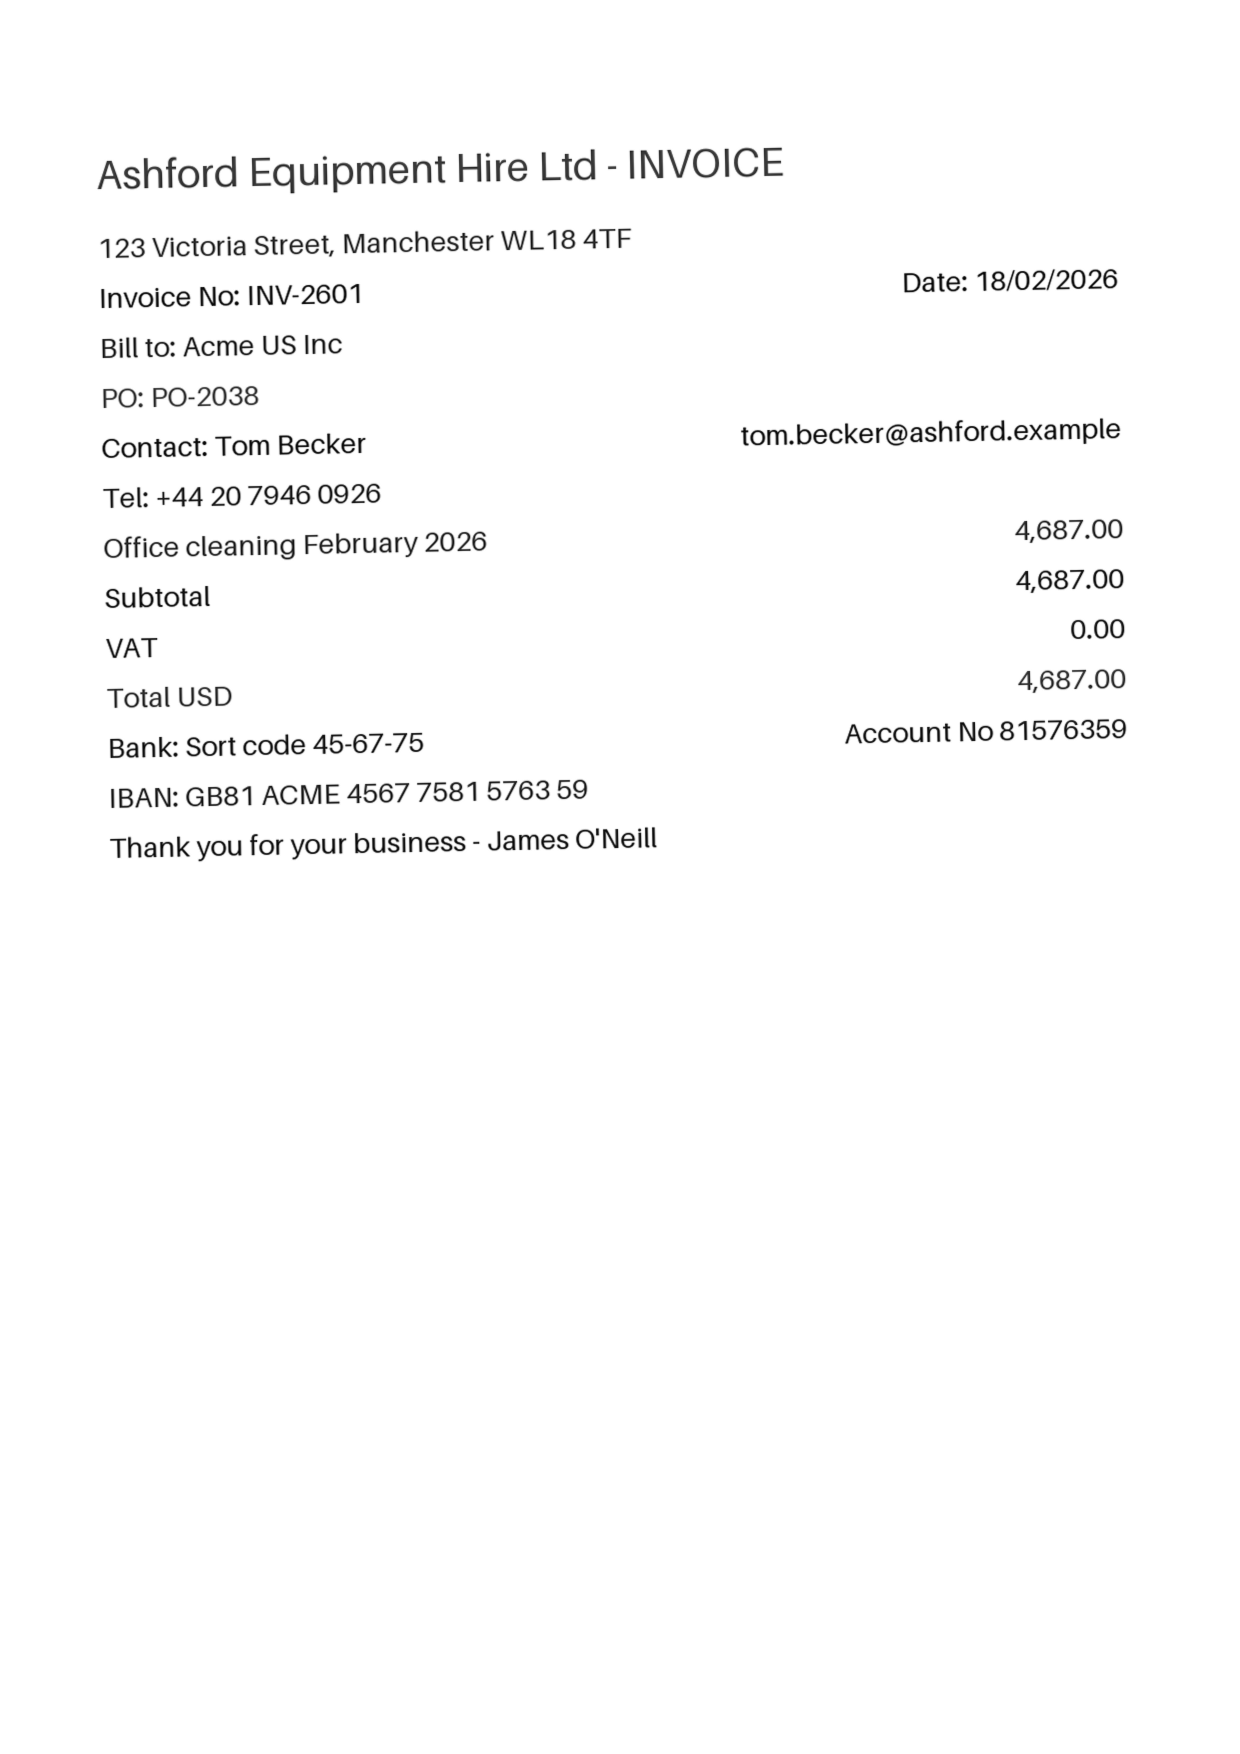 Ashford Equipment Hire Ltd - INVOICE
123 Victoria Street, Manchester WL18 4TF
Invoice No: INV-2601 Date: 18/02/2026
Bill to: Acme US Inc
PO: PO-2038
Contact: Tom Becker tom.becker@ashford.example
Tel: +44 20 7946 0926
Office cleaning February 2026 4,687.00
Subtotal 4,687.00
VAT 0.00
Total USD 4,687.00
Bank: Sort code 45-67-75 Account No 81576359
IBAN: GB81 ACME 4567 7581 5763 59
Thank you for your business - James O'Neill